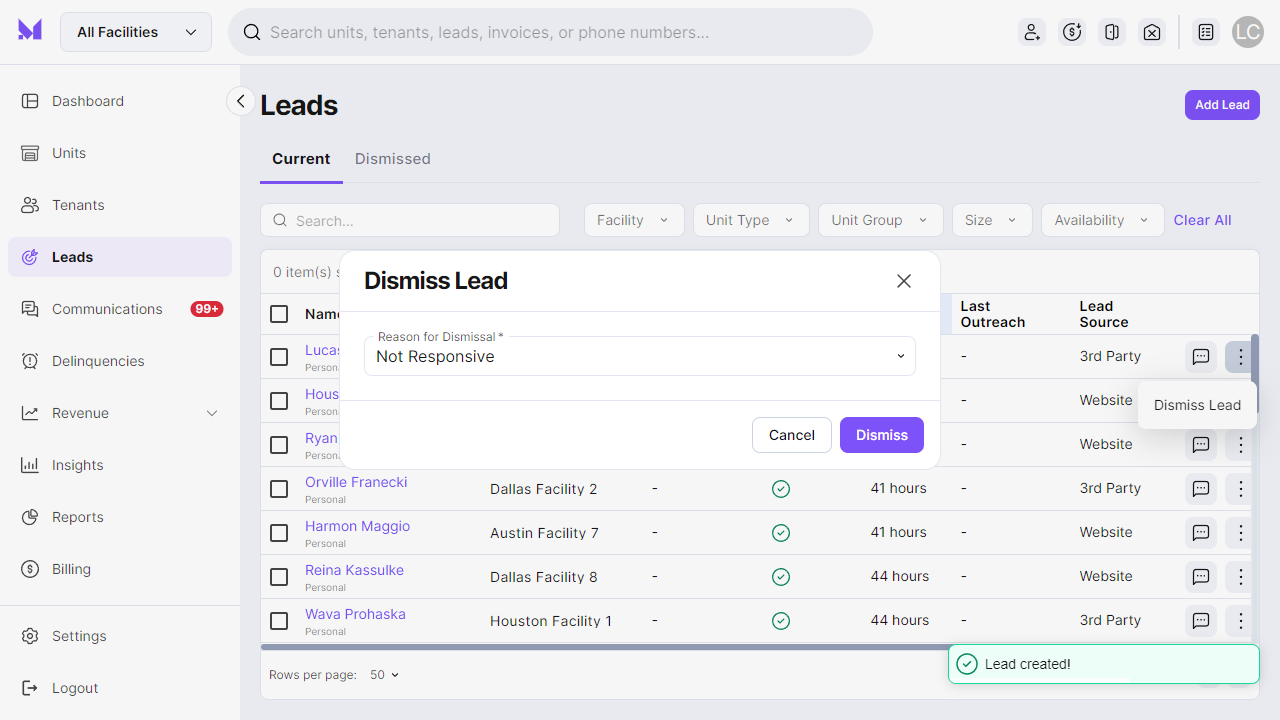 All Facilities
Search units, tenants, leads, invoices, or phone numbers...
LC
Dashboard
Units
Tenants
Leads
Communications
99+
Delinquencies
Revenue
Insights
Reports
Billing
Settings
Logout
Leads
Add Lead
Current
Dismissed
Search...
Facility
Unit Type
Unit Group
Size
Availability
Clear All
0 item(s)
Name
Last
Outreach
Lead
Source
Lucas
Personal
-
3rd Party
Hous
Personal
-
Website
Ryan
Personal
-
Website
Orville Franecki
Personal
Dallas Facility 2
-
41 hours
-
3rd Party
Harmon Maggio
Personal
Austin Facility 7
-
41 hours
-
Website
Reina Kassulke
Personal
Dallas Facility 8
-
44 hours
-
Website
Wava Prohaska
Personal
Houston Facility 1
-
44 hours
-
3rd Party
Rows per page:
50
Dismiss Lead
Reason for Dismissal *
Not Responsive
Cancel
Dismiss
Dismiss Lead
Lead created!